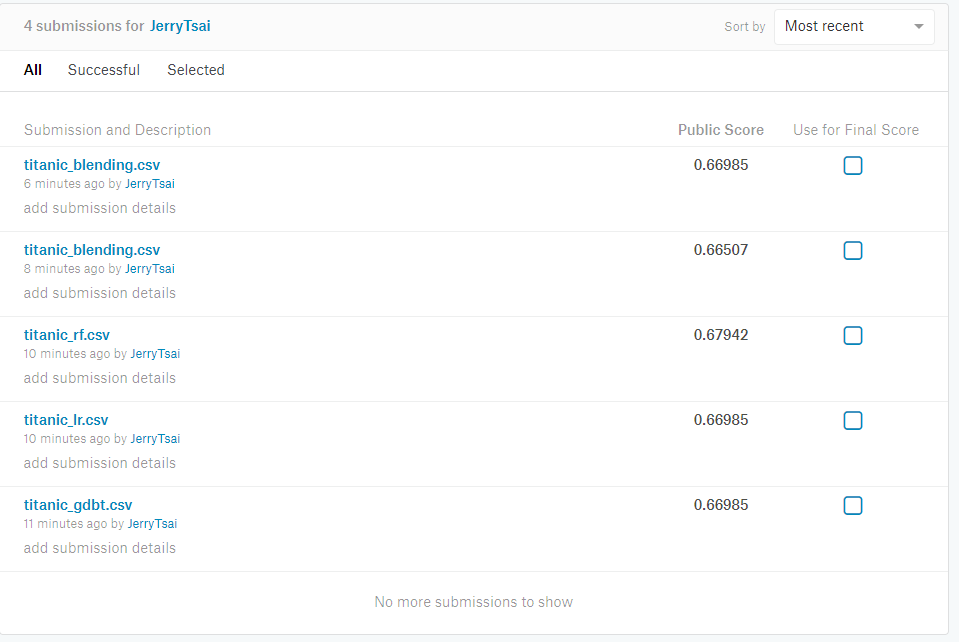 4 submissions for JerryTsai Sort by Most recent
All Successful Selected
Submission and Description Public Score Use for Final Score
titanic_blending.csv 0.66985
6 minutes ago by JerryTsai
add submission details
titanic_blending.csv 0.66507
8 minutes ago by JerryTsai
add submission details
titanic_rf.csv 0.67942
10 minutes ago by JerryTsai
add submission details
titanic_lr.csv 0.66985
10 minutes ago by JerryTsai
add submission details
titanic_gdbt.csv 0.66985
11 minutes ago by JerryTsai
add submission details
No more submissions to show